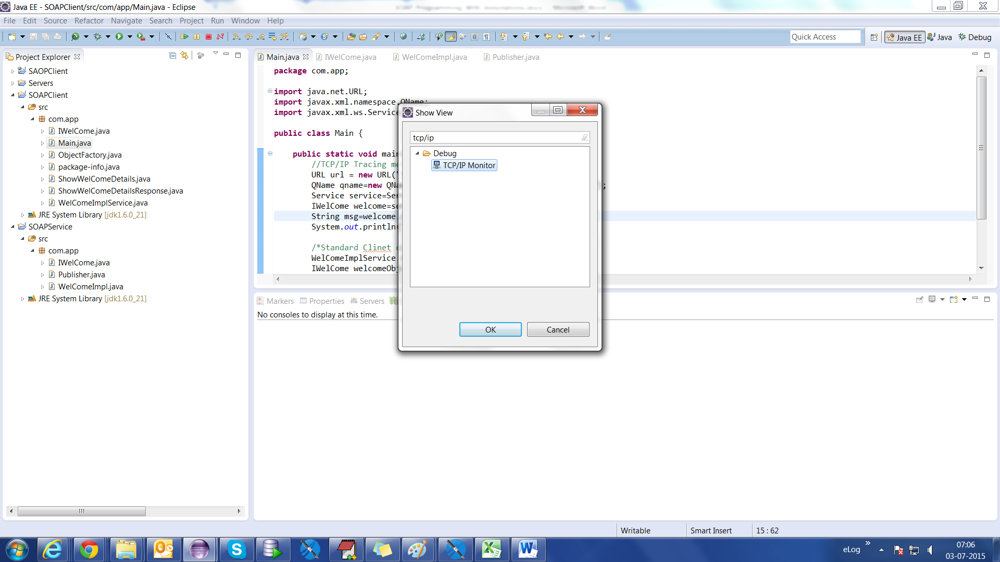 Java EE - SOAPClient/src/com/app/Main.java - Eclipse
File Edit Source Refactor Navigate Search Project Run Window Help
Quick Access
Java EE Java Debug
Project Explorer
SAOPClient
Servers
SOAPClient
src
com.app
IWelCome.java
Main.java
ObjectFactory.java
package-info.java
ShowWelComeDetails.java
ShowWelComeDetailsResponse.java
WelComeImplService.java
JRE System Library [jdk1.6.0_21]
SOAPService
src
com.app
IWelCome.java
Publisher.java
WelComeImpl.java
JRE System Library [jdk1.6.0_21]
Main.java IWelCome.java WelComeImpl.java Publisher.java
package com.app;
import java.net.URL;
import javax.xml.namespace.QName;
import javax.xml.ws.Service
public class Main {
public static void main
//TCP/IP Tracing me
URL url = new URL("
QName qname=new QNa ;
Service service=Ser
IWelCome welcome=se
String msg=welcome.
System.out.println(
/*Standard Clinet
WelComeImplService
IWelCome welcomeObj
Show View
tcp/ip
Debug
TCP/IP Monitor
OK Cancel
Markers Properties Servers
No consoles to display at this time.
Writable Smart Insert 15 : 62
eLog
07:06
03-07-2015